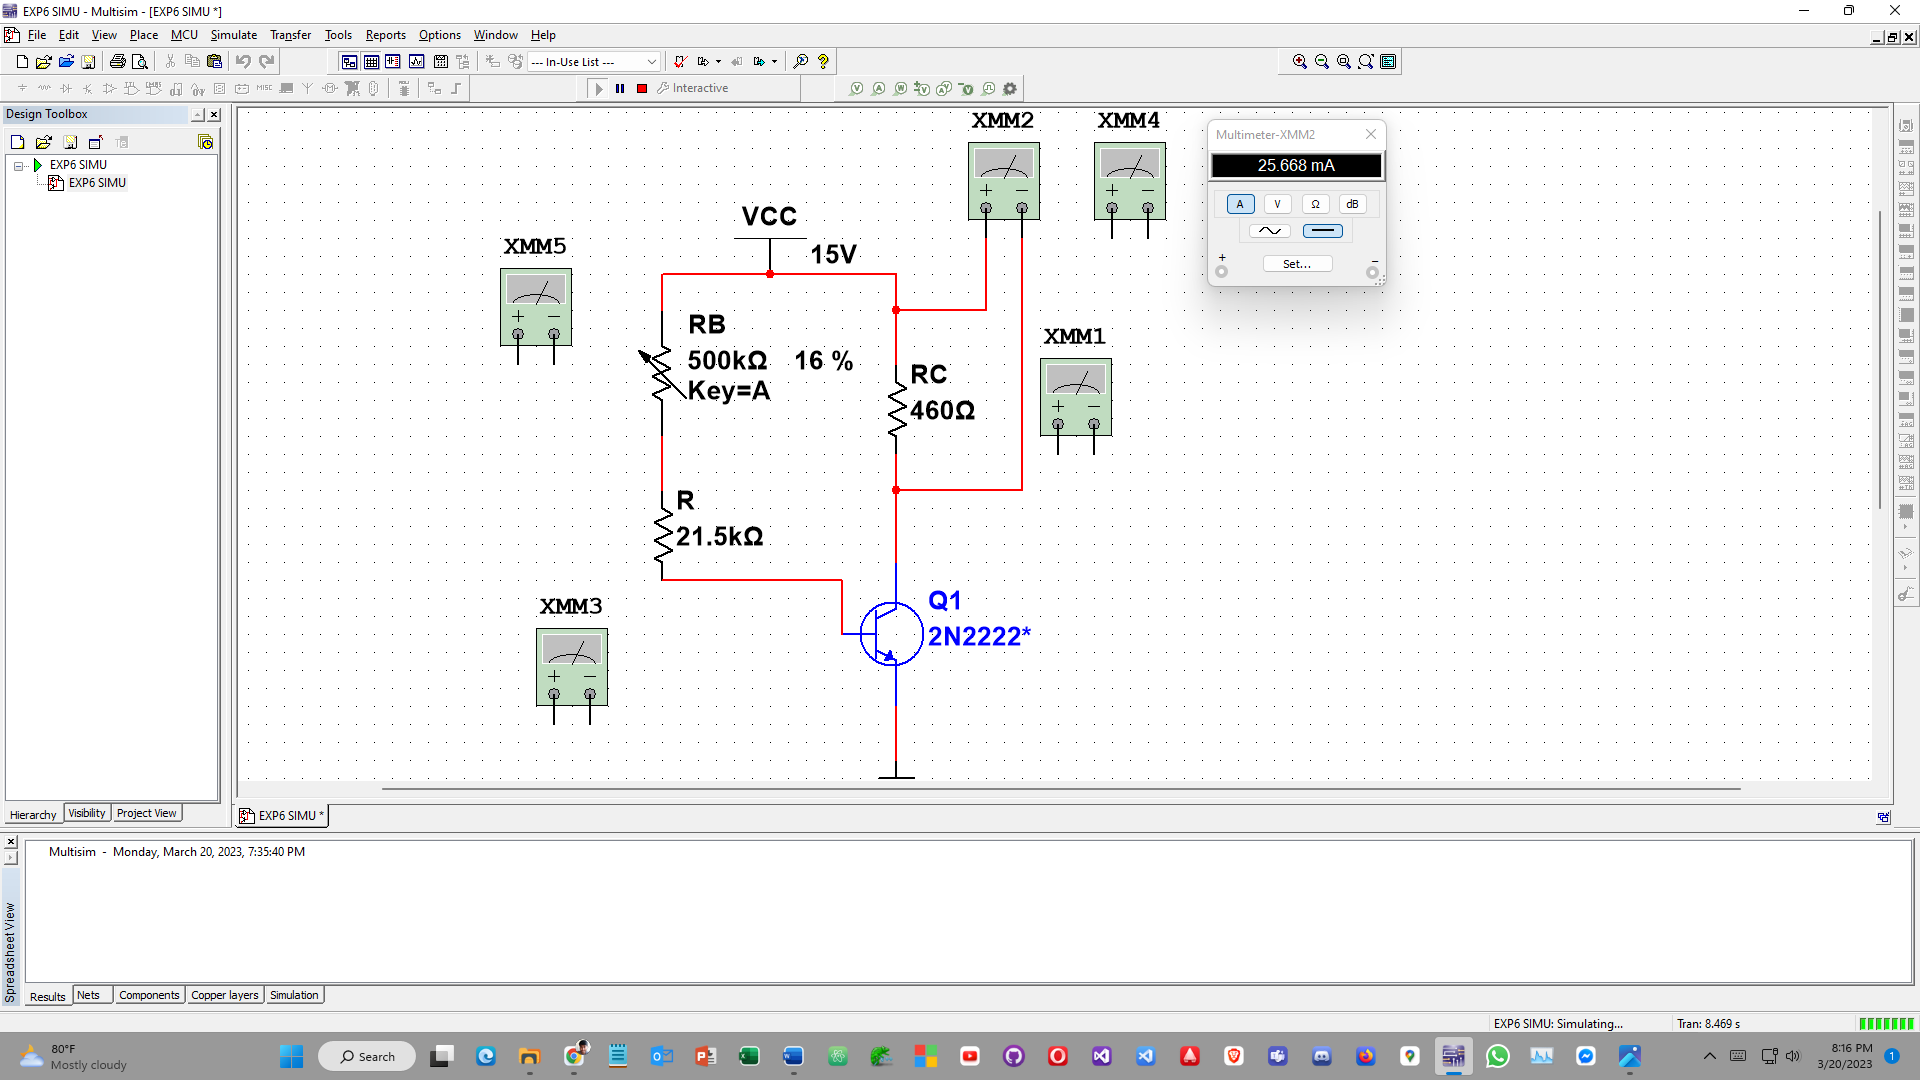 EXP6 SIMU - Multisim - [EXP6 SIMU *]
File Edit View Place MCU Simulate Transfer Tools Reports Options Window Help
--- In-Use List ---
Interactive
Design Toolbox
EXP6 SIMU
EXP6 SIMU
Hierarchy Visibility Project View
XMM2
XMM4
Multimeter-XMM2
25.668 mA
A V Ω dB
+ Set... −
VCC
15V
XMM5
RB
500kΩ 16 %
Key=A
XMM1
RC
460Ω
R
21.5kΩ
XMM3
Q1
2N2222*
EXP6 SIMU *
Multisim - Monday, March 20, 2023, 7:35:40 PM
Spreadsheet View
Results Nets Components Copper layers Simulation
EXP6 SIMU: Simulating... Tran: 8.469 s
80°F
Mostly cloudy
Search
8:16 PM
3/20/2023
1